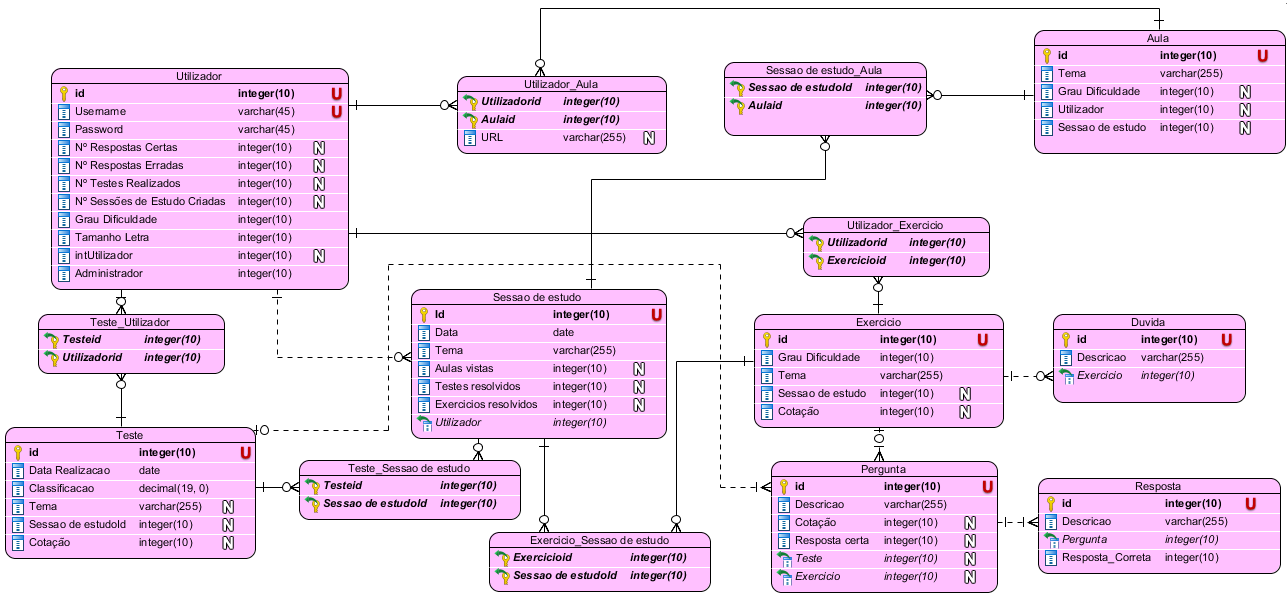 Utilizador
id integer(10) U
Username varchar(45) U
Password varchar(45)
Nº Respostas Certas integer(10) N
Nº Respostas Erradas integer(10) N
Nº Testes Realizados integer(10) N
Nº Sessões de Estudo Criadas integer(10) N
Grau Dificuldade integer(10)
Tamanho Letra integer(10)
intUtilizador integer(10) N
Administrador integer(10)
Utilizador_Aula
Utilizadorid integer(10)
Aulaid integer(10)
URL varchar(255) N
Sessao de estudo_Aula
Sessao de estudoId integer(10)
Aulaid integer(10)
Aula
id integer(10) U
Tema varchar(255)
Grau Dificuldade integer(10) N
Utilizador integer(10) N
Sessao de estudo integer(10) N
Utilizador_Exercicio
Utilizadorid integer(10)
Exercicioid integer(10)
Teste_Utilizador
Testeid integer(10)
Utilizadorid integer(10)
Sessao de estudo
Id integer(10) U
Data date
Tema varchar(255)
Aulas vistas integer(10) N
Testes resolvidos integer(10) N
Exercicios resolvidos integer(10) N
Utilizador integer(10)
Exercicio
id integer(10) U
Grau Dificuldade integer(10)
Tema varchar(255)
Sessao de estudo integer(10) N
Cotação integer(10) N
Duvida
id integer(10) U
Descricao varchar(255)
Exercicio integer(10)
Teste
id integer(10) U
Data Realizacao date
Classificacao decimal(19, 0)
Tema varchar(255) N
Sessao de estudoId integer(10) N
Cotação integer(10) N
Teste_Sessao de estudo
Testeid integer(10)
Sessao de estudoId integer(10)
Exercicio_Sessao de estudo
Exercicioid integer(10)
Sessao de estudoId integer(10)
Pergunta
id integer(10) U
Descricao varchar(255)
Cotação integer(10) N
Resposta certa integer(10) N
Teste integer(10) N
Exercicio integer(10) N
Resposta
id integer(10) U
Descricao varchar(255)
Pergunta integer(10)
Resposta_Correta integer(10)